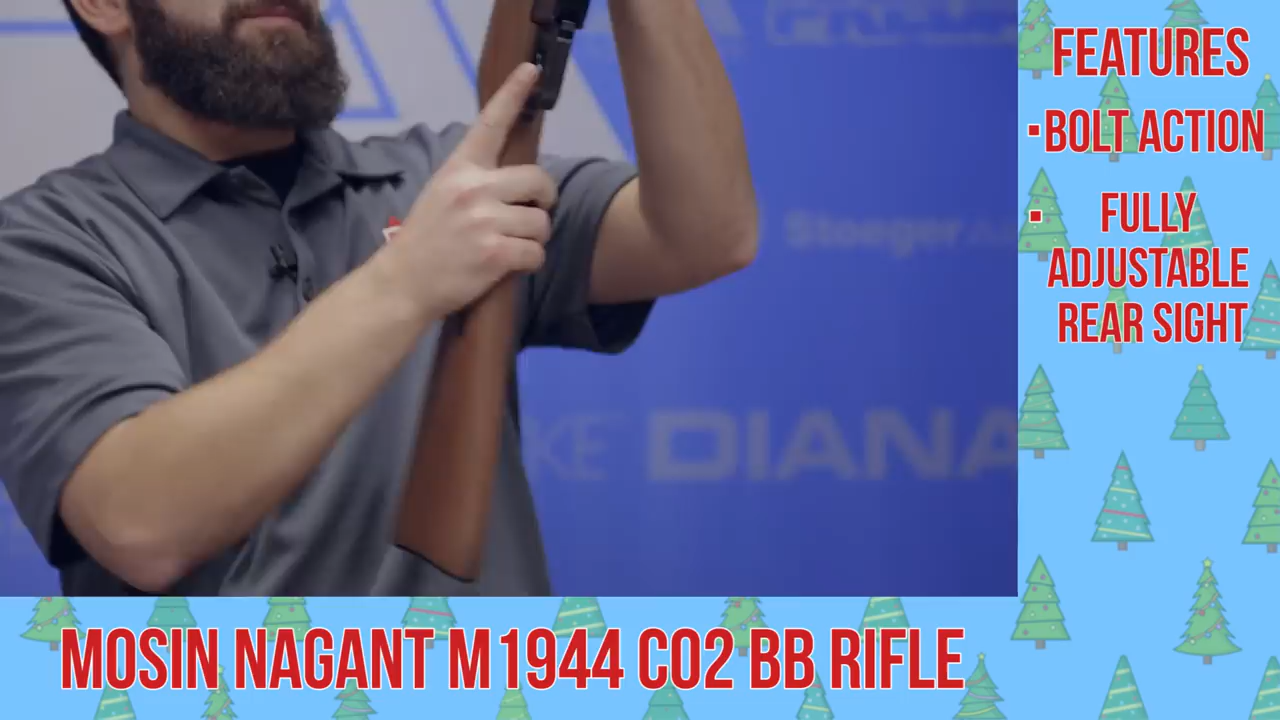 FEATURES
▪BOLT ACTION
▪ FULLY
ADJUSTABLE
REAR SIGHT
Stoeger
DIANA
MOSIN NAGANT M1944 CO2 BB RIFLE